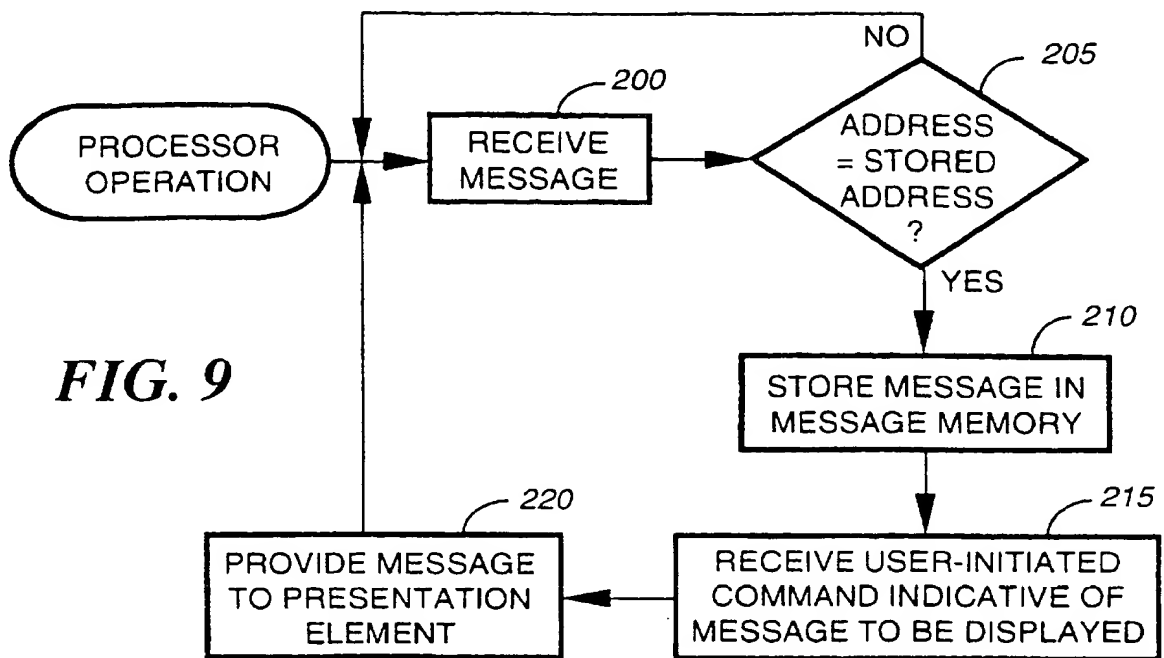 NO
205
200
PROCESSOR
OPERATION
RECEIVE
MESSAGE
ADDRESS
= STORED
ADDRESS
?
YES
210
FIG. 9
STORE MESSAGE IN
MESSAGE MEMORY
220
215
PROVIDE MESSAGE
TO PRESENTATION
ELEMENT
RECEIVE USER-INITIATED
COMMAND INDICATIVE OF
MESSAGE TO BE DISPLAYED